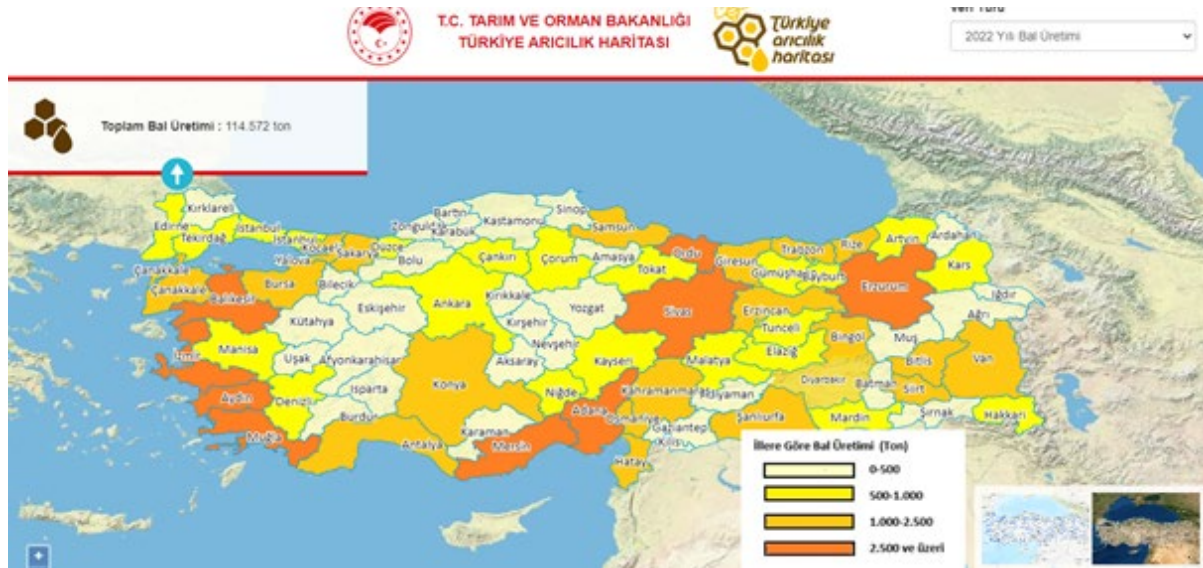 T.C. TARIM VE ORMAN BAKANLIĞI
TÜRKİYE ARICILIK HARİTASI
Türkiye
arıcılık
haritası
Veri Türü
2022 Yılı Bal Üretimi
Toplam Bal Üretimi : 114.572 ton
Kırklareli
Edirne
Tekirdağ
İstanbul
İstanbul
Kocaeli
Yalova
Sakarya
Düzce
Zonguldak
Bartın
Karabük
Kastamonu
Sinop
Samsun
Bolu
Çankırı
Çorum
Amasya
Tokat
Ordu
Giresun
Trabzon
Rize
Artvin
Ardahan
Gümüşhane
Bayburt
Kars
Erzurum
Iğdır
Ağrı
Çanakkale
Çanakkale
Balıkesir
Bursa
Bilecik
Eskişehir
Kütahya
Ankara
Kırıkkale
Kırşehir
Yozgat
Sivas
Erzincan
Tunceli
Bingöl
Muş
Bitlis
Van
İzmir
Manisa
Uşak
Afyonkarahisar
Nevşehir
Aksaray
Kayseri
Malatya
Elazığ
Diyarbakır
Batman
Siirt
Aydın
Denizli
Isparta
Burdur
Konya
Niğde
Adana
Kahramanmaraş
Adıyaman
Osmaniye
Gaziantep
Şanlıurfa
Mardin
Şırnak
Hakkari
Muğla
Antalya
Karaman
Mersin
Kilis
Hatay
İllere Göre Bal Üretimi (Ton)
0-500
500-1.000
1.000-2.500
2.500 ve üzeri